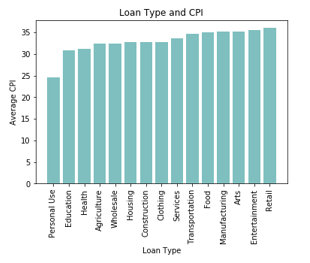 Loan Type and CPI
35
30
25
20
15
10
5
0
Average CPI
Personal Use
Education
Health
Agriculture
Wholesale
Housing
Construction
Clothing
Services
Transportation
Food
Manufacturing
Arts
Entertainment
Retail
Loan Type